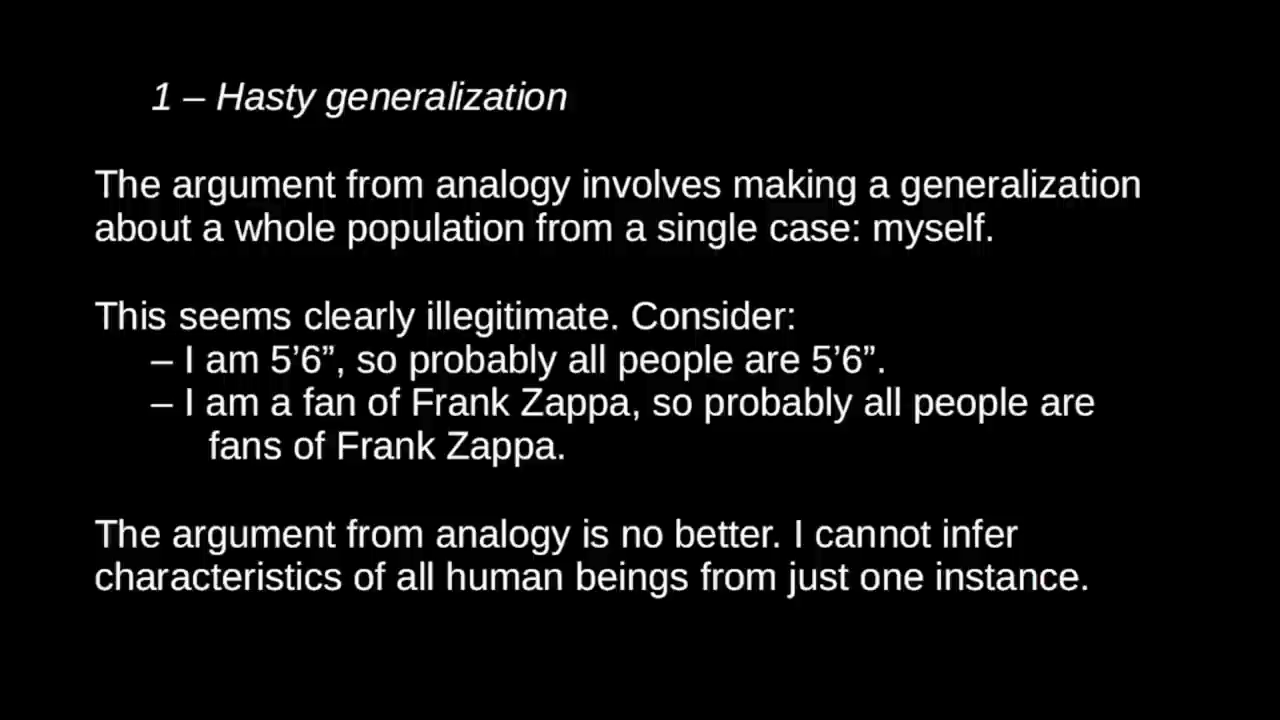 1 – Hasty generalization
The argument from analogy involves making a generalization
about a whole population from a single case: myself.
This seems clearly illegitimate. Consider:
– I am 5’6”, so probably all people are 5’6”.
– I am a fan of Frank Zappa, so probably all people are
fans of Frank Zappa.
The argument from analogy is no better. I cannot infer
characteristics of all human beings from just one instance.